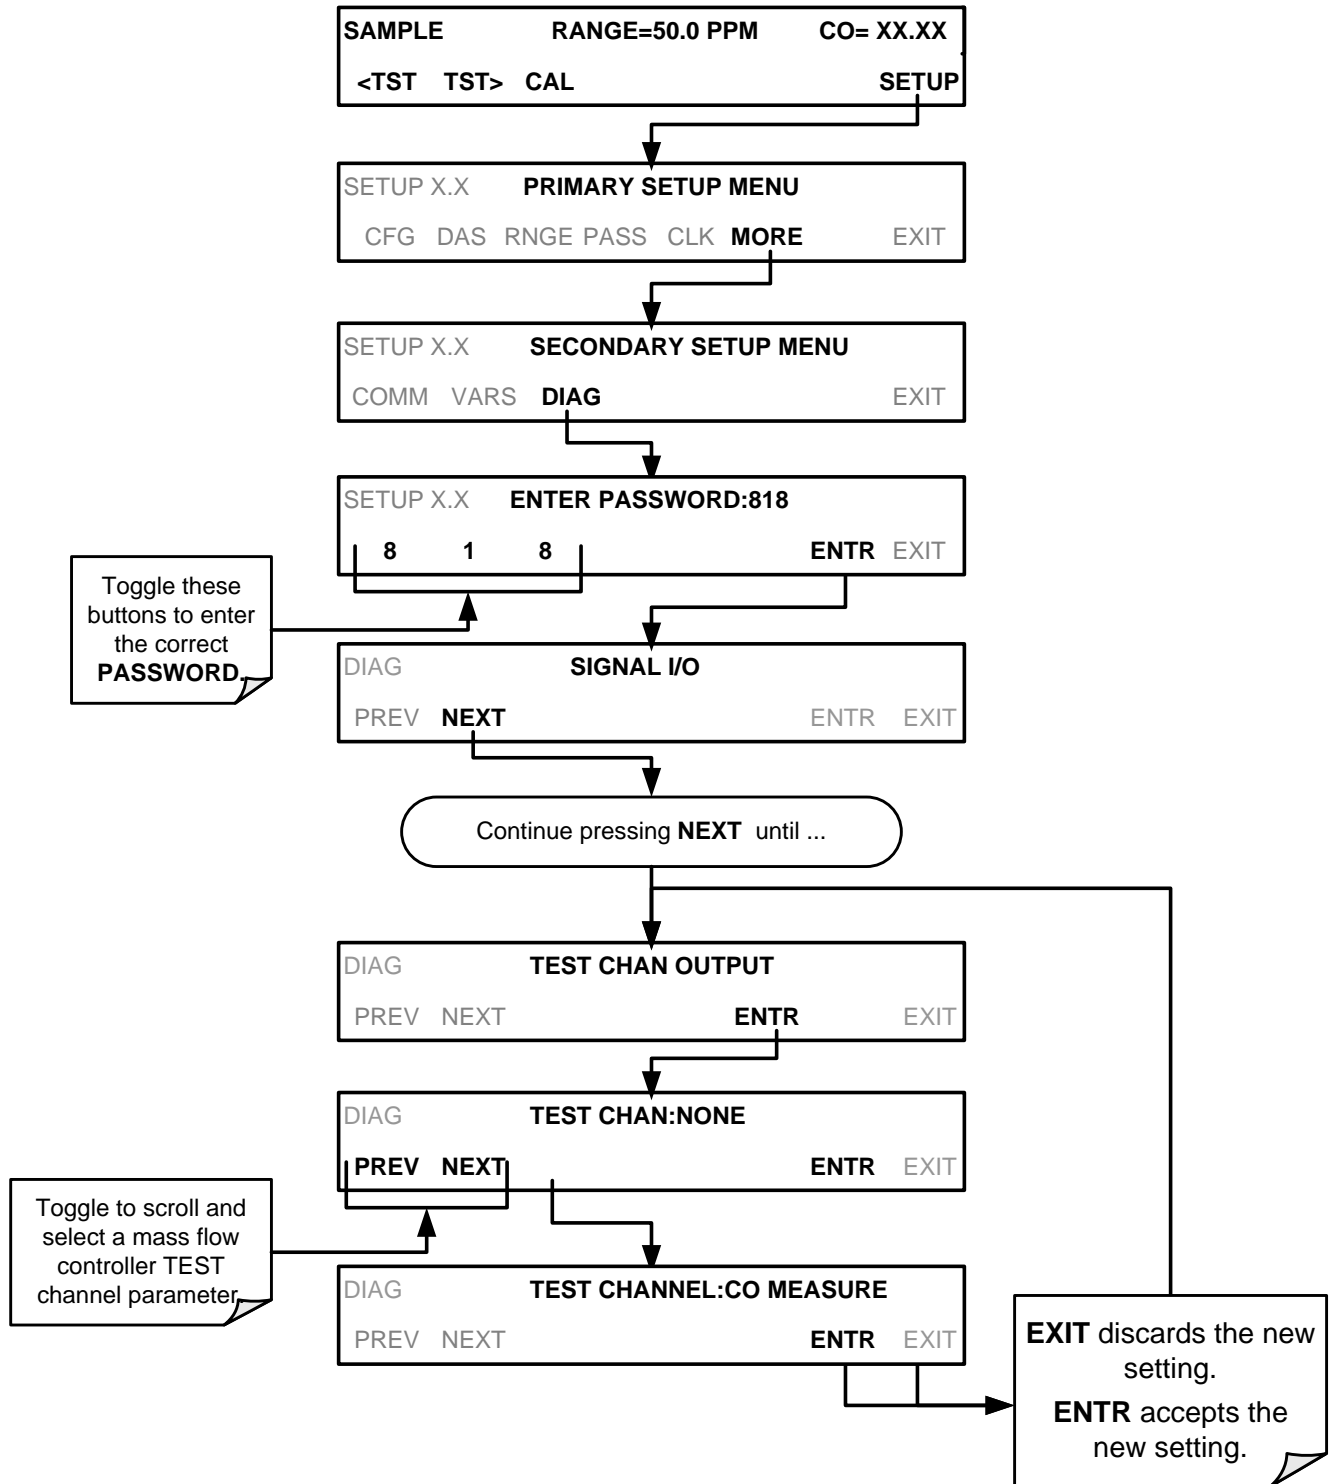 SAMPLE RANGE=50.0 PPM CO= XX.XX
<TST TST> CAL SETUP
SETUP X.X PRIMARY SETUP MENU
CFG DAS RNGE PASS CLK MORE EXIT
SETUP X.X SECONDARY SETUP MENU
COMM VARS DIAG EXIT
SETUP X.X ENTER PASSWORD:818
8 1 8 ENTR EXIT
Toggle these
buttons to enter
the correct
PASSWORD.
DIAG SIGNAL I/O
PREV NEXT ENTR EXIT
Continue pressing NEXT until ...
DIAG TEST CHAN OUTPUT
PREV NEXT ENTR EXIT
DIAG TEST CHAN:NONE
PREV NEXT ENTR EXIT
Toggle to scroll and
select a mass flow
controller TEST
channel parameter.
DIAG TEST CHANNEL:CO MEASURE
PREV NEXT ENTR EXIT
EXIT discards the new
setting.
ENTR accepts the
new setting.